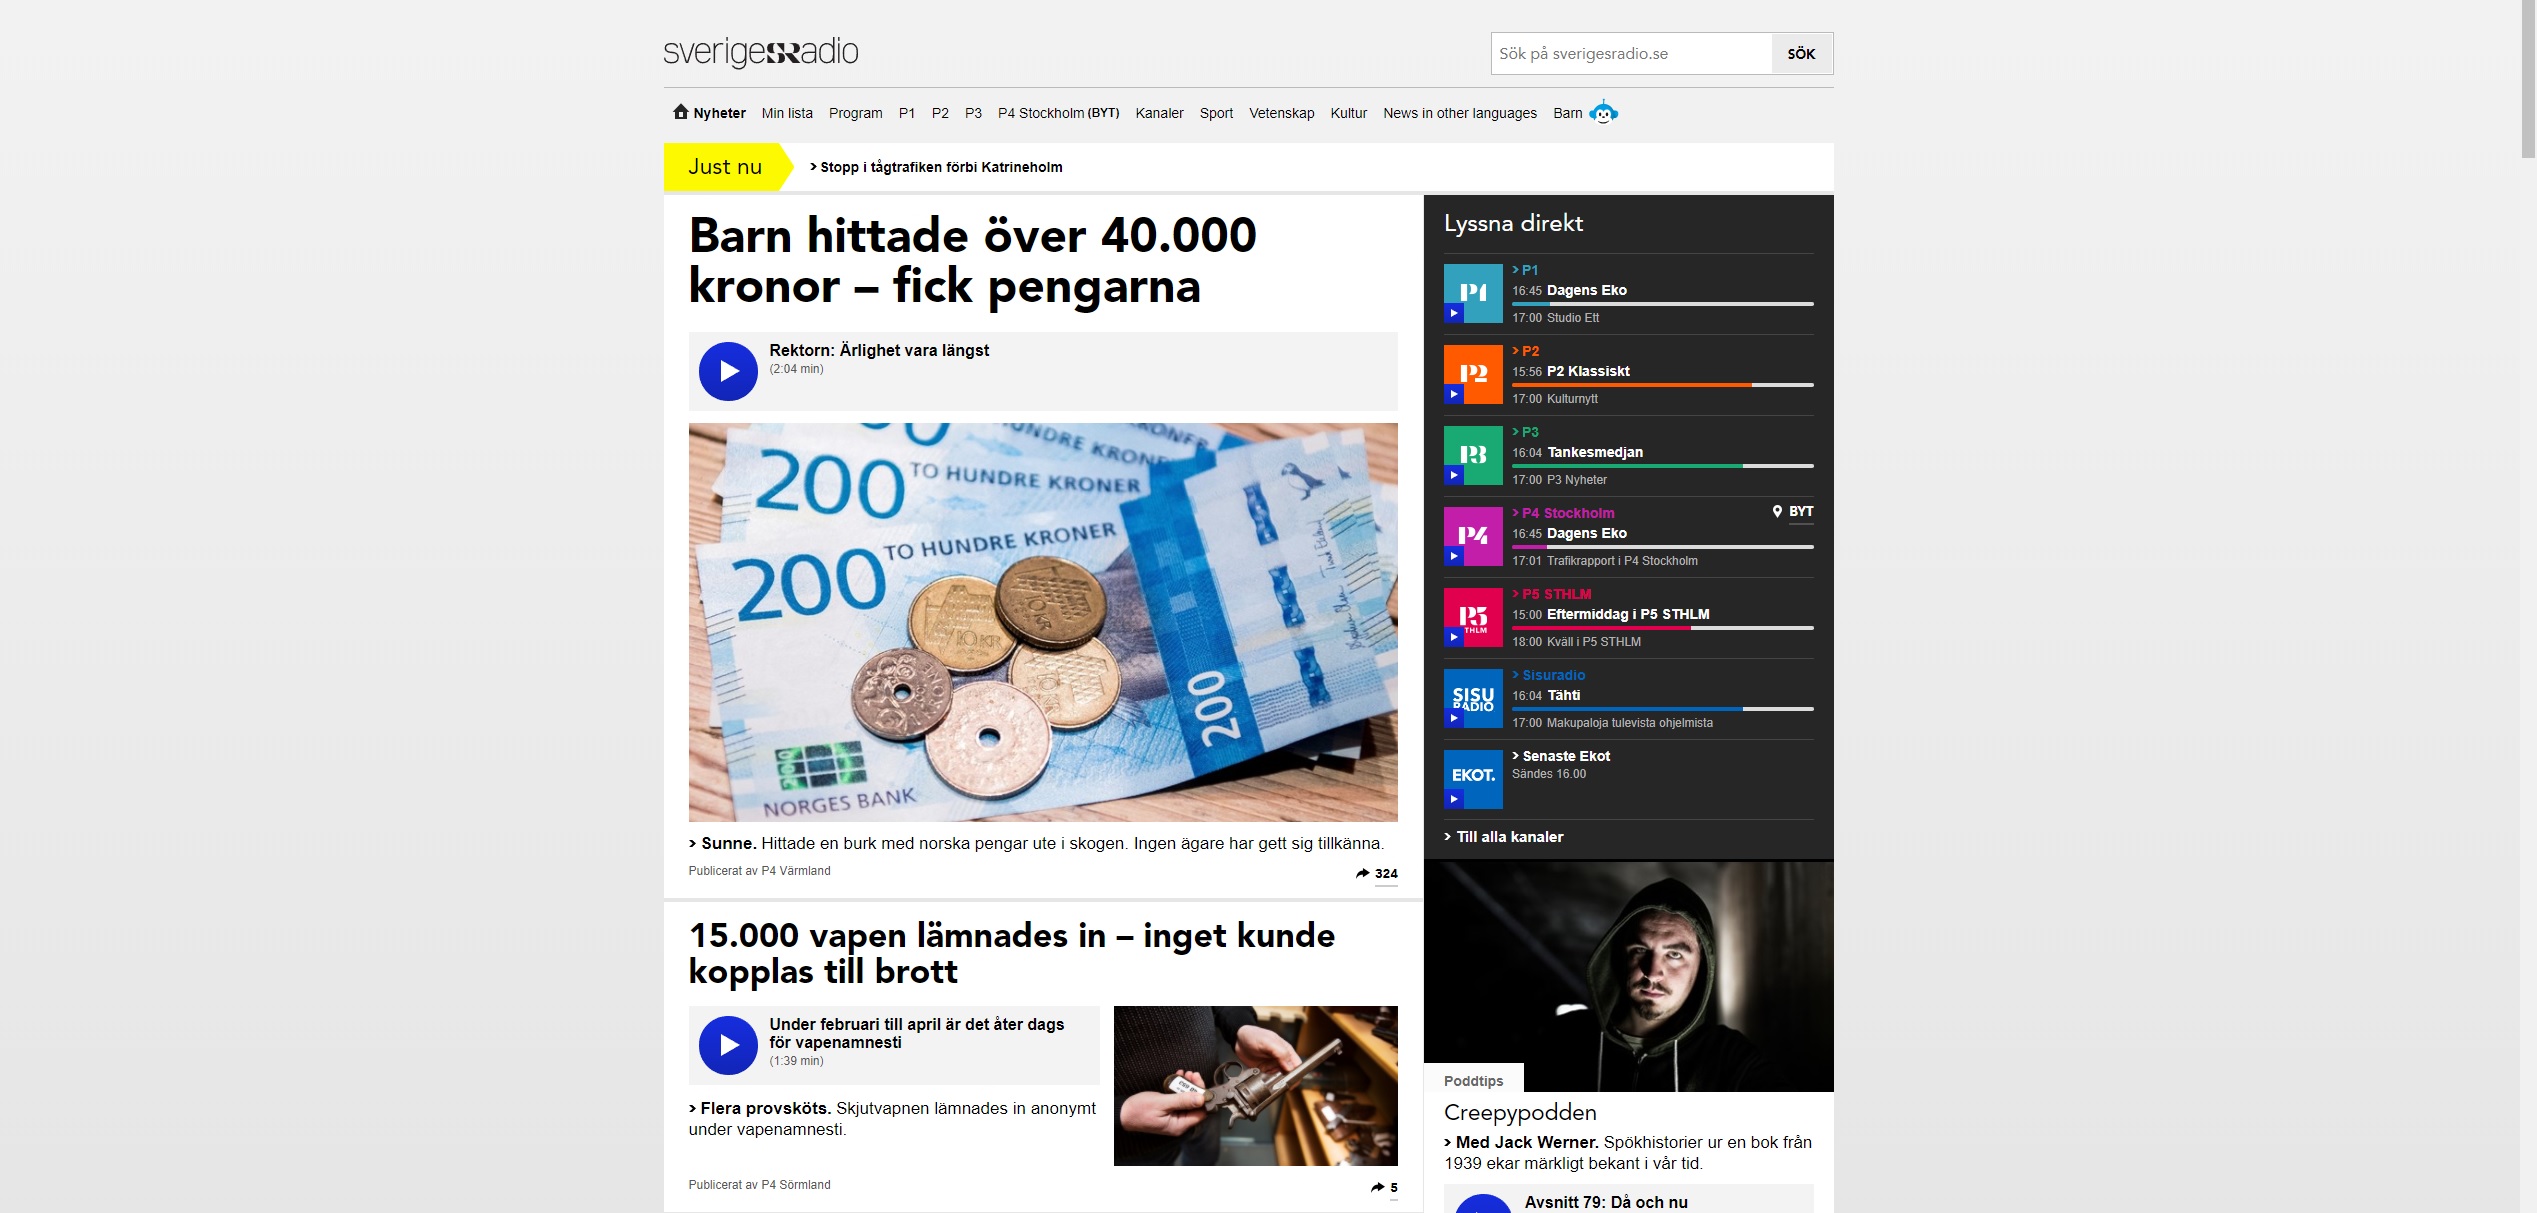 sverigesradio
Sök på sverigesradio.se
SÖK
Nyheter Min lista Program P1 P2 P3 P4 Stockholm (BYT) Kanaler Sport Vetenskap Kultur News in other languages Barn
Just nu
> Stopp i tågtrafiken förbi Katrineholm
Barn hittade över 40.000
kronor – fick pengarna
Rektorn: Ärlighet vara längst
(2:04 min)
200 TO HUNDRE KRONER
200 TO HUNDRE KRONER
200
NORGES BANK
> Sunne. Hittade en burk med norska pengar ute i skogen. Ingen ägare har gett sig tillkänna.
Publicerat av P4 Värmland
324
15.000 vapen lämnades in – inget kunde
kopplas till brott
Under februari till april är det åter dags
för vapenamnesti
(1:39 min)
> Flera provsköts. Skjutvapnen lämnades in anonymt
under vapenamnesti.
Publicerat av P4 Sörmland
5
Lyssna direkt
P1
> P1
16:45 Dagens Eko
17:00 Studio Ett
P2
> P2
15:56 P2 Klassiskt
17:00 Kulturnytt
P3
> P3
16:04 Tankesmedjan
17:00 P3 Nyheter
P4
> P4 Stockholm
BYT
16:45 Dagens Eko
17:01 Trafikrapport i P4 Stockholm
P5
> P5 STHLM
15:00 Eftermiddag i P5 STHLM
18:00 Kväll i P5 STHLM
SISU
RADIO
> Sisuradio
16:04 Tähti
17:00 Makupaloja tulevista ohjelmista
EKOT.
> Senaste Ekot
Sändes 16.00
> Till alla kanaler
Poddtips
Creepypodden
> Med Jack Werner. Spökhistorier ur en bok från
1939 ekar märkligt bekant i vår tid.
Avsnitt 79: Då och nu